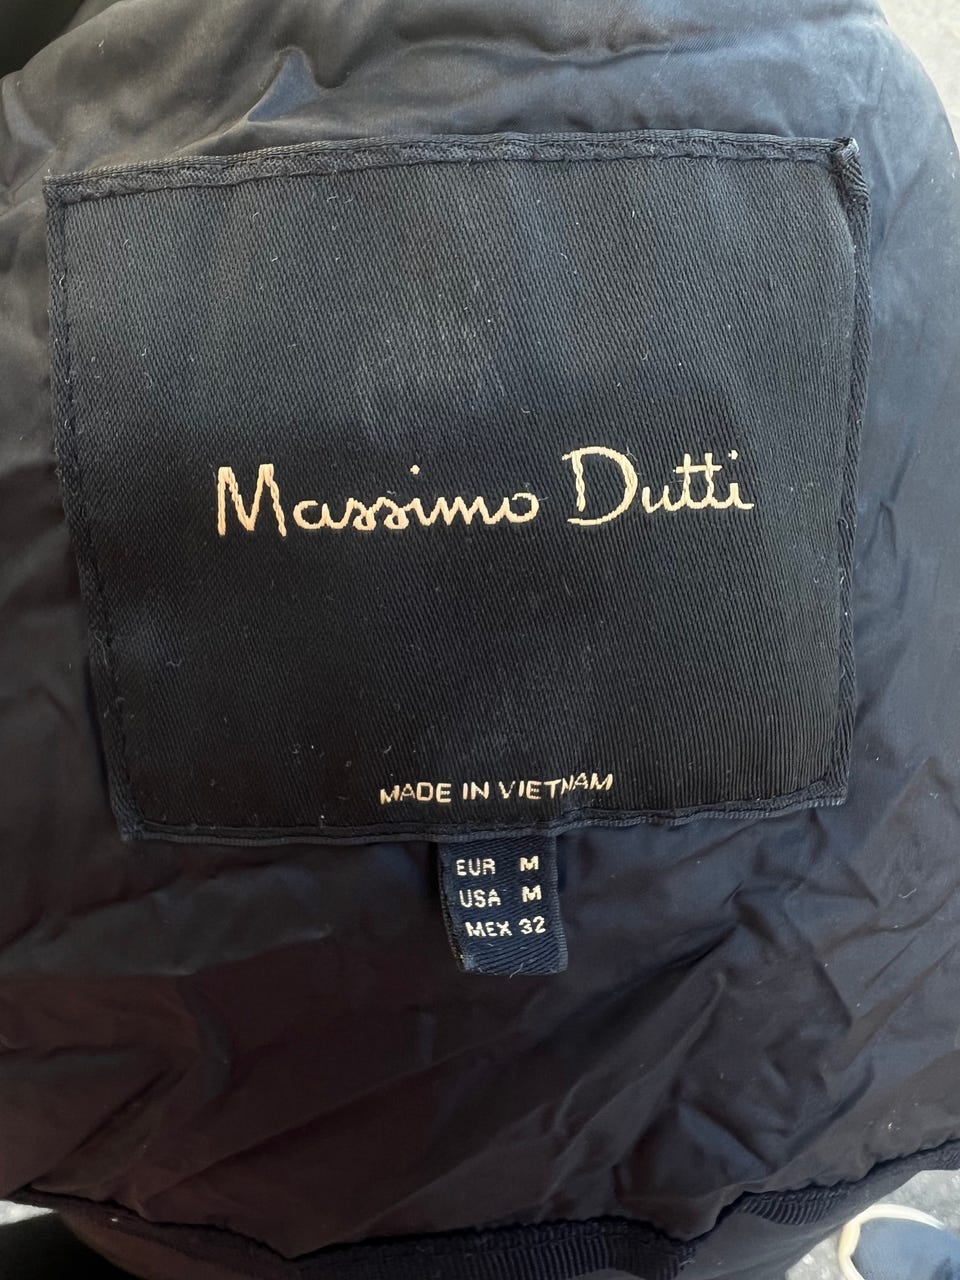 Massimo Dutti
MADE IN VIETNAM
EUR M
USA M
MEX 32